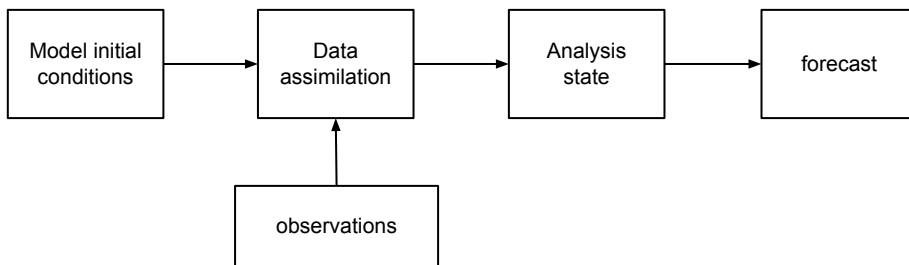 Model initial
conditions
Data
assimilation
Analysis
state
forecast
observations